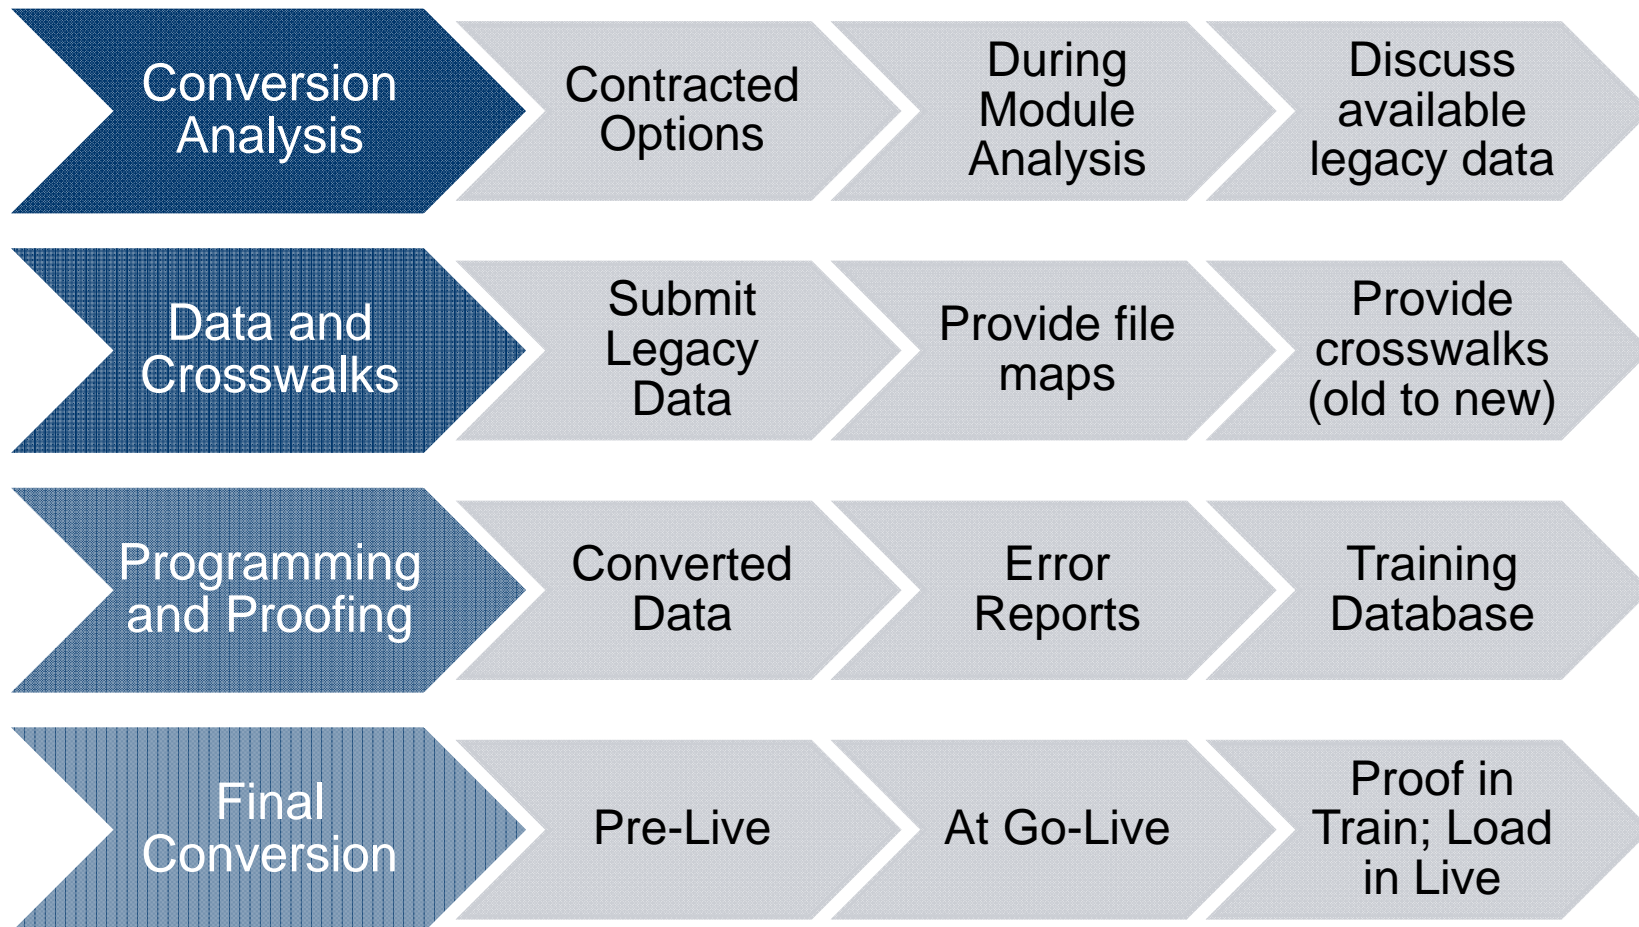 Conversion
Analysis
Contracted
Options
During
Module
Analysis
Discuss
available
legacy data
Data and
Crosswalks
Submit
Legacy
Data
Provide file
maps
Provide
crosswalks
(old to new)
Programming
and Proofing
Converted
Data
Error
Reports
Training
Database
Final
Conversion
Pre-Live
At Go-Live
Proof in
Train; Load
in Live